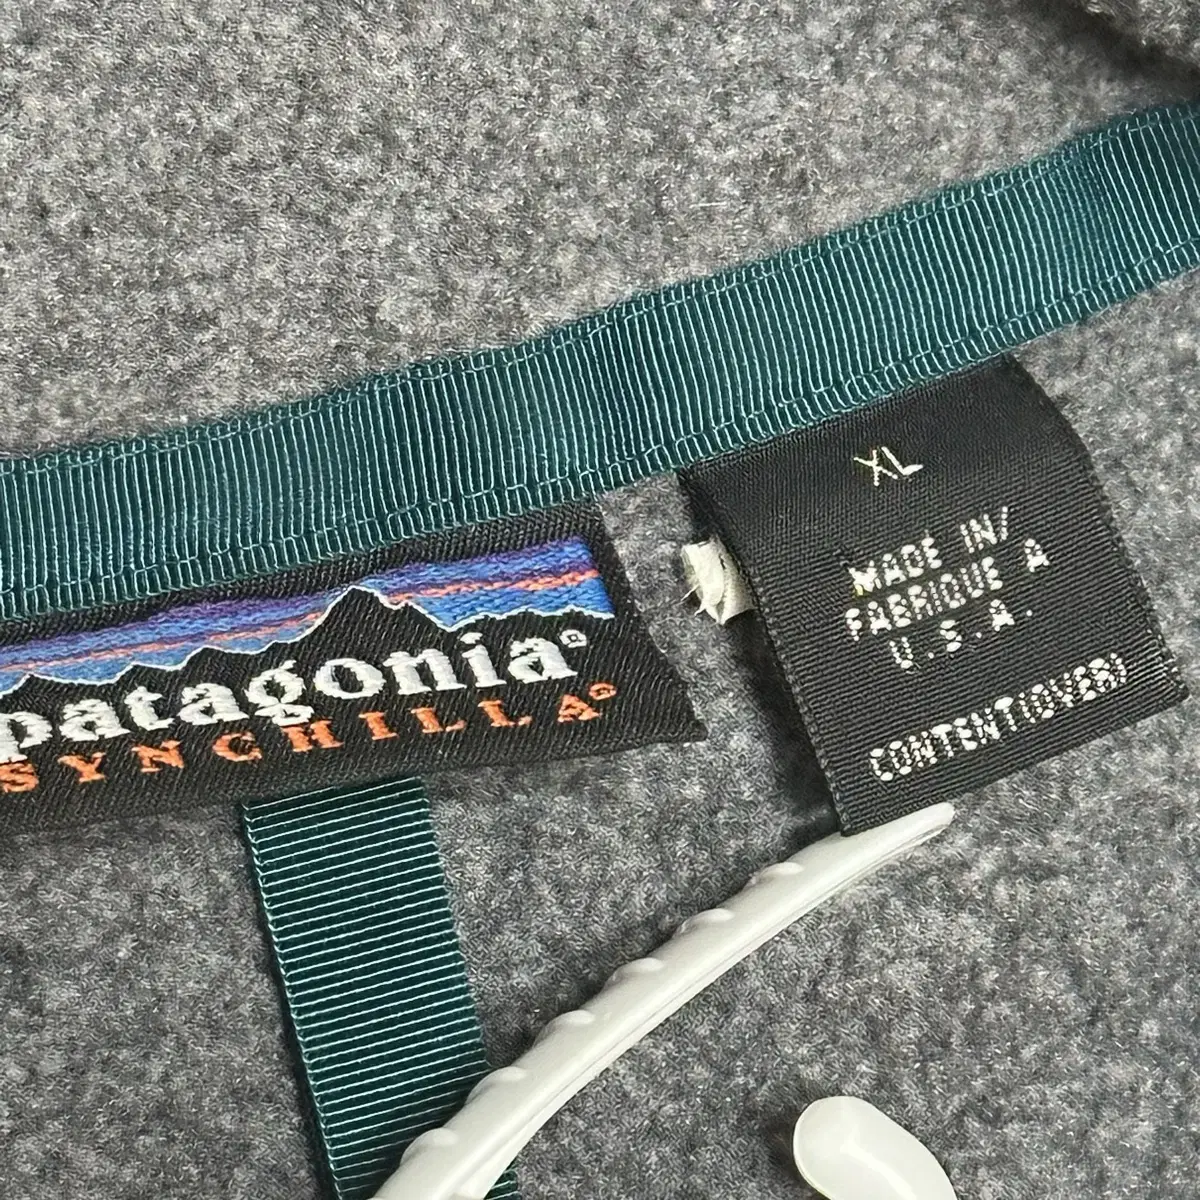 patagonia®
SYNCHILLA®
XL
MADE IN/
FABRIQUE A
U.S.A.
CONTENT(OVER)